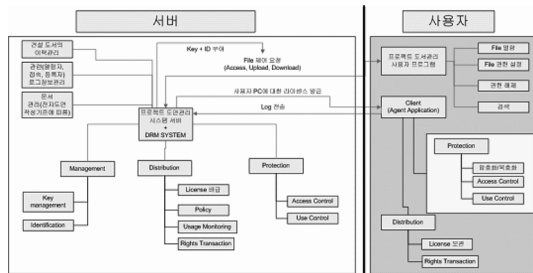 서버
사용자
건설 도서의
이력관리
관련(열람자,
접속, 등록자)
로그정보관리
문서
관리(전자도면
작성기준에 따름)
Key + ID 부여
File 제어 요청
(Access, Upload, Download)
사용자 PC에 대한 라이센스 발급
Log 전송
프로젝트 도면관리
시스템 서버
+
DRM SYSTEM
Management
Key
management
Identification
Distribution
License 배급
Policy
Usage Monitoring
Rights Transaction
Protection
Access Control
Use Control
프로젝트 도서관리
사용자 프로그램
File 열람
File 권한 설정
권한 해제
검색
Client
(Agent Application)
Protection
암호화/복호화
Access Control
Use Control
Distribution
License 보관
Rights Transaction